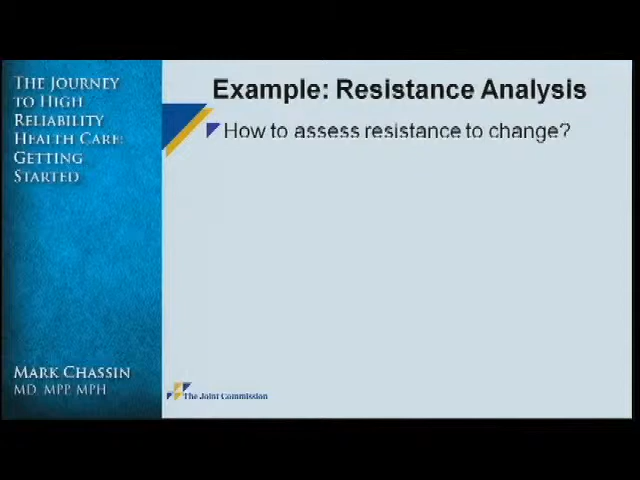 THE JOURNEY
TO HIGH
RELIABILITY
HEALTH CARE:
GETTING
STARTED
MARK CHASSIN
MD, MPP, MPH
Example: Resistance Analysis
How to assess resistance to change?
The Joint Commission